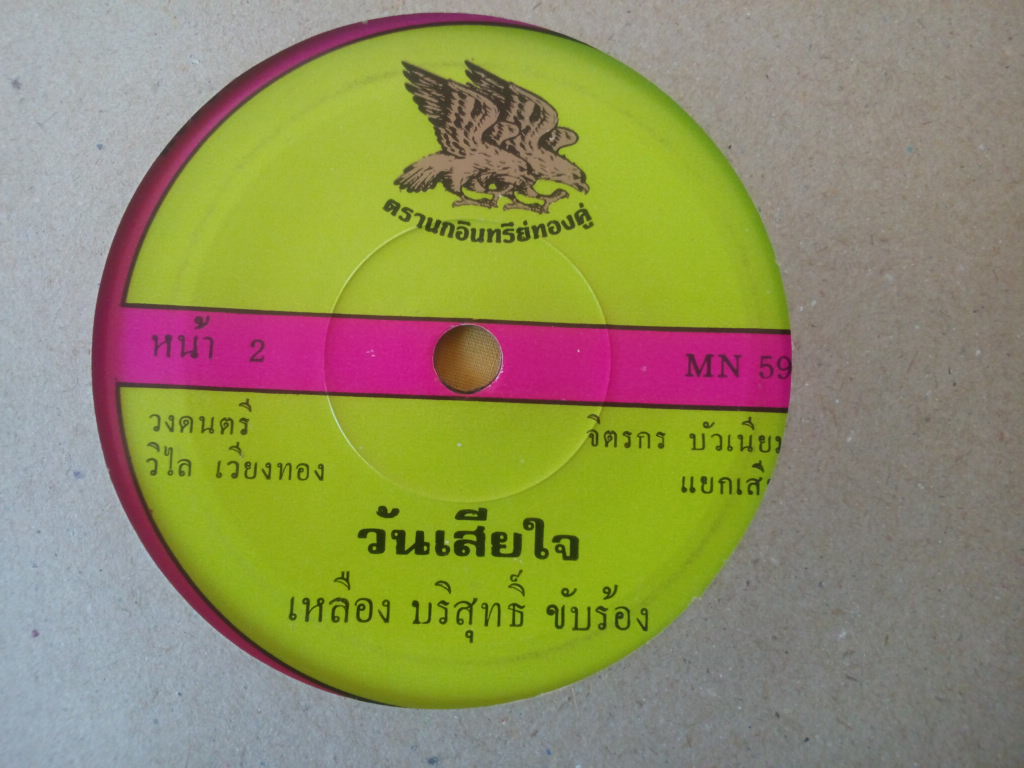 ตรานกอินทรีย์ทองคู่
หน้า 2
MN 59
วงดนตรี
วิไล เวียงทอง
จิตรกร
วันเสียใจ
เหลือง บริสุทธิ์ ขับร้อง